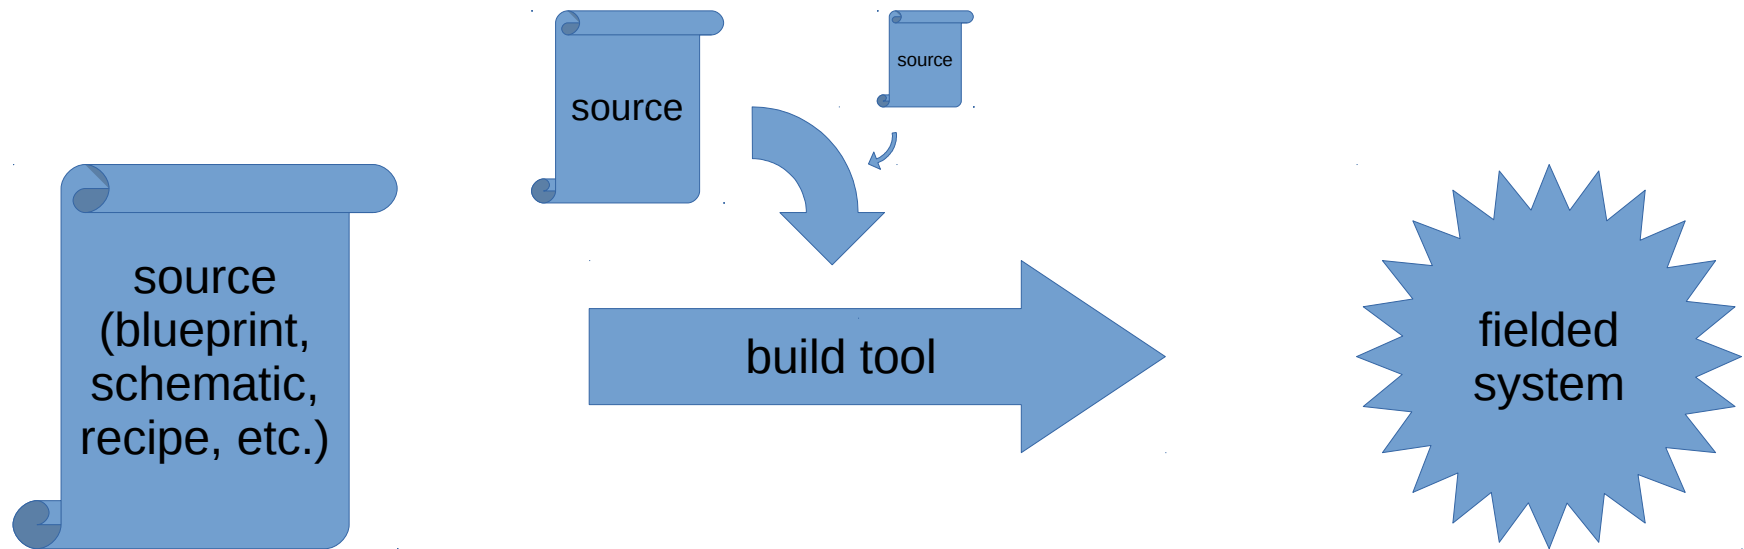 source
(blueprint,
schematic,
recipe, etc.)
source
source
build tool
fielded
system